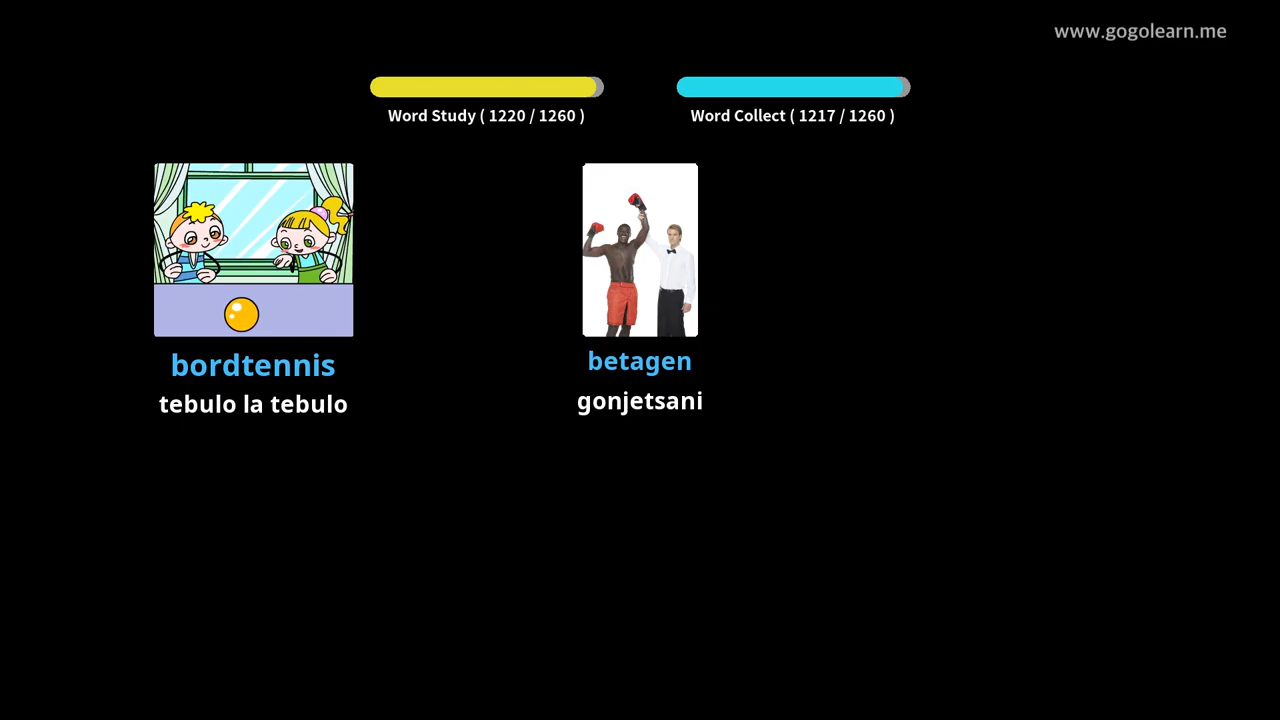 www.gogolearn.me
Word Study ( 1220 / 1260 )
Word Collect ( 1217 / 1260 )
bordtennis
tebulo la tebulo
betagen
gonjetsani